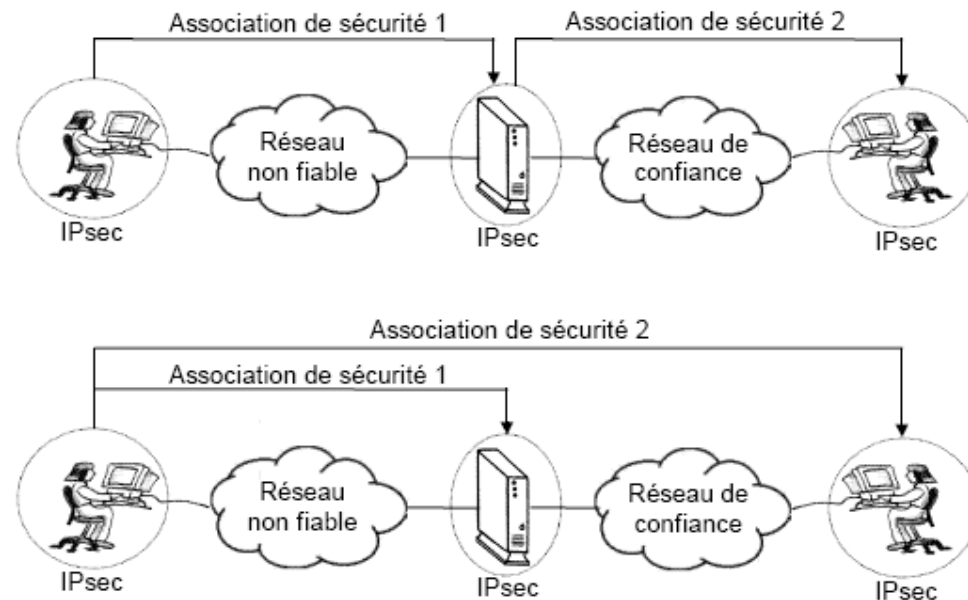 Association de sécurité 1
Association de sécurité 2
Réseau
non fiable
Réseau de
confiance
IPsec
IPsec
IPsec
Association de sécurité 2
Association de sécurité 1
Réseau
non fiable
Réseau de
confiance
IPsec
IPsec
IPsec